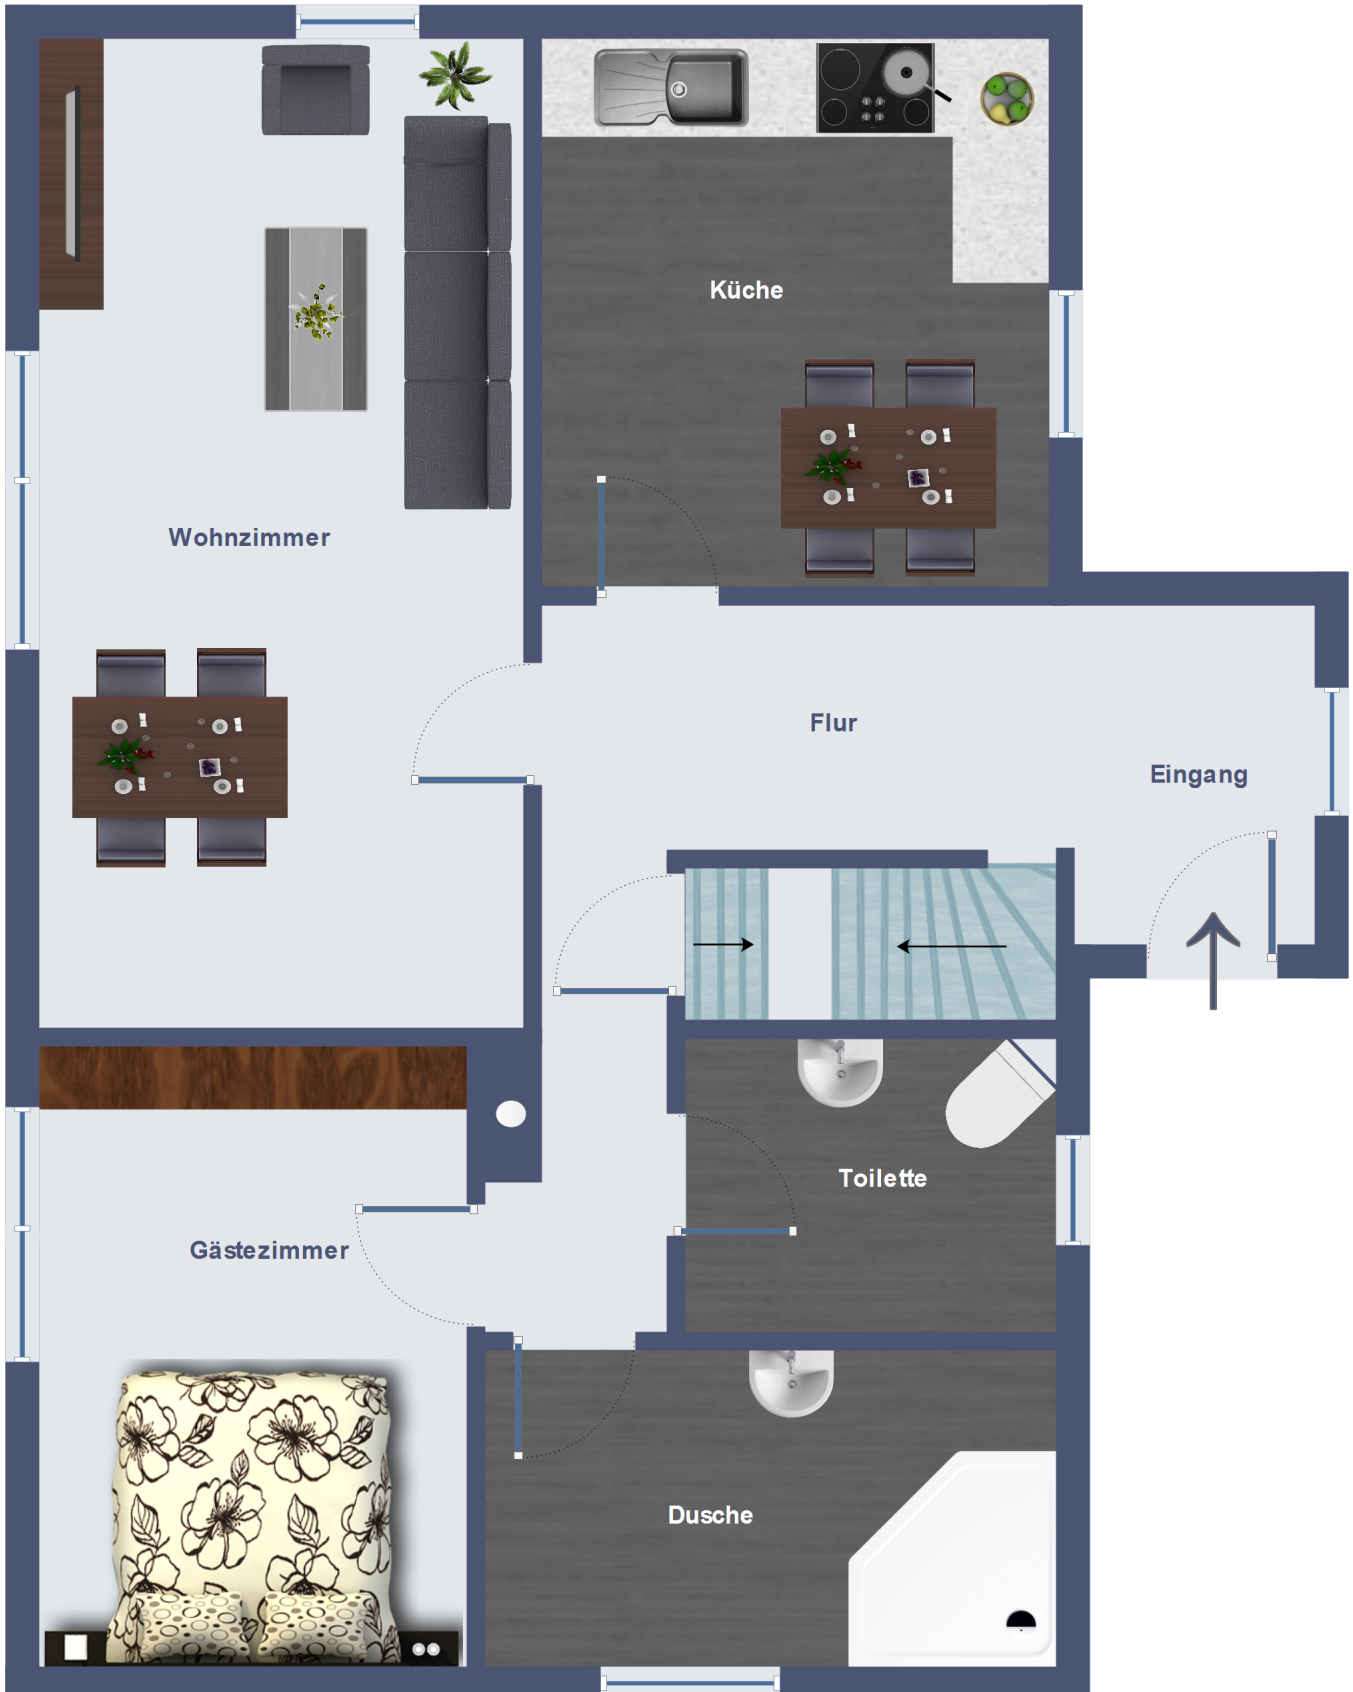 Küche
Wohnzimmer
Flur
Eingang
Toilette
Gästezimmer
Dusche